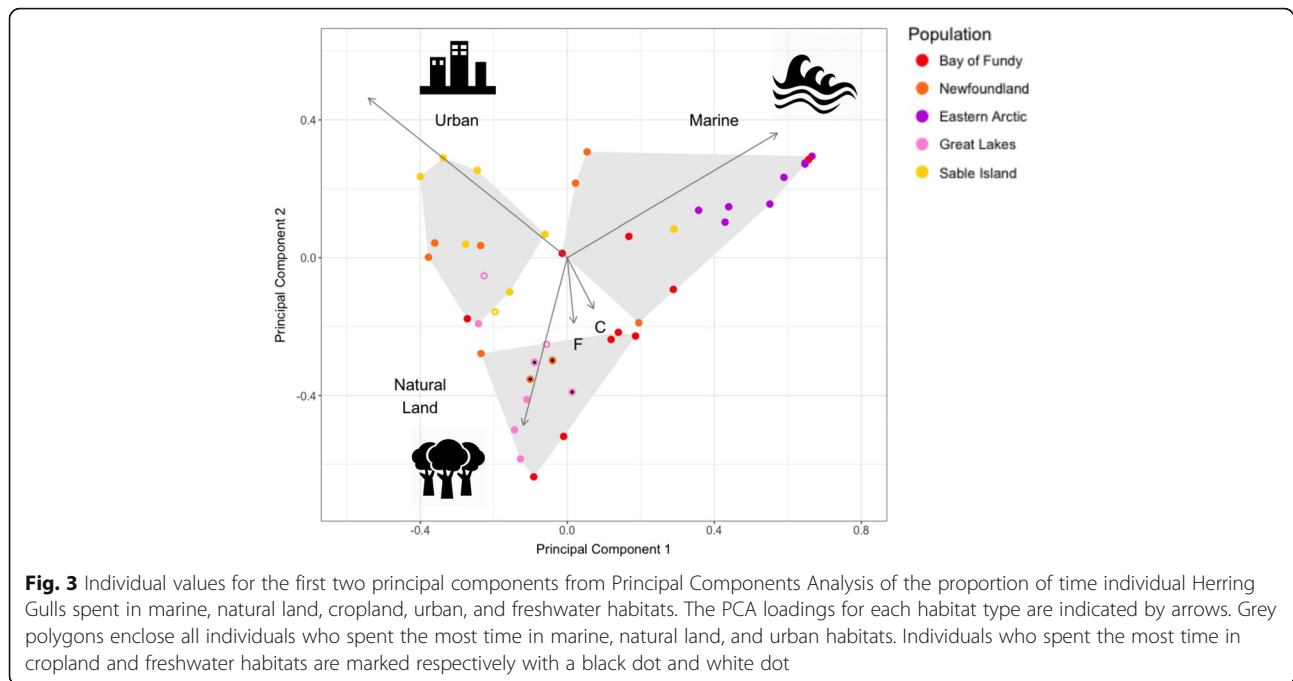 Population
Bay of Fundy
Newfoundland
Eastern Arctic
Great Lakes
Sable Island
Urban
Marine
0.4
0.0
-0.4
Principal Component 2
C
F
Natural
Land
-0.4
0.0
0.4
0.8
Principal Component 1
Fig. 3 Individual values for the first two principal components from Principal Components Analysis of the proportion of time individual Herring
Gulls spent in marine, natural land, cropland, urban, and freshwater habitats. The PCA loadings for each habitat type are indicated by arrows. Grey
polygons enclose all individuals who spent the most time in marine, natural land, and urban habitats. Individuals who spent the most time in
cropland and freshwater habitats are marked respectively with a black dot and white dot